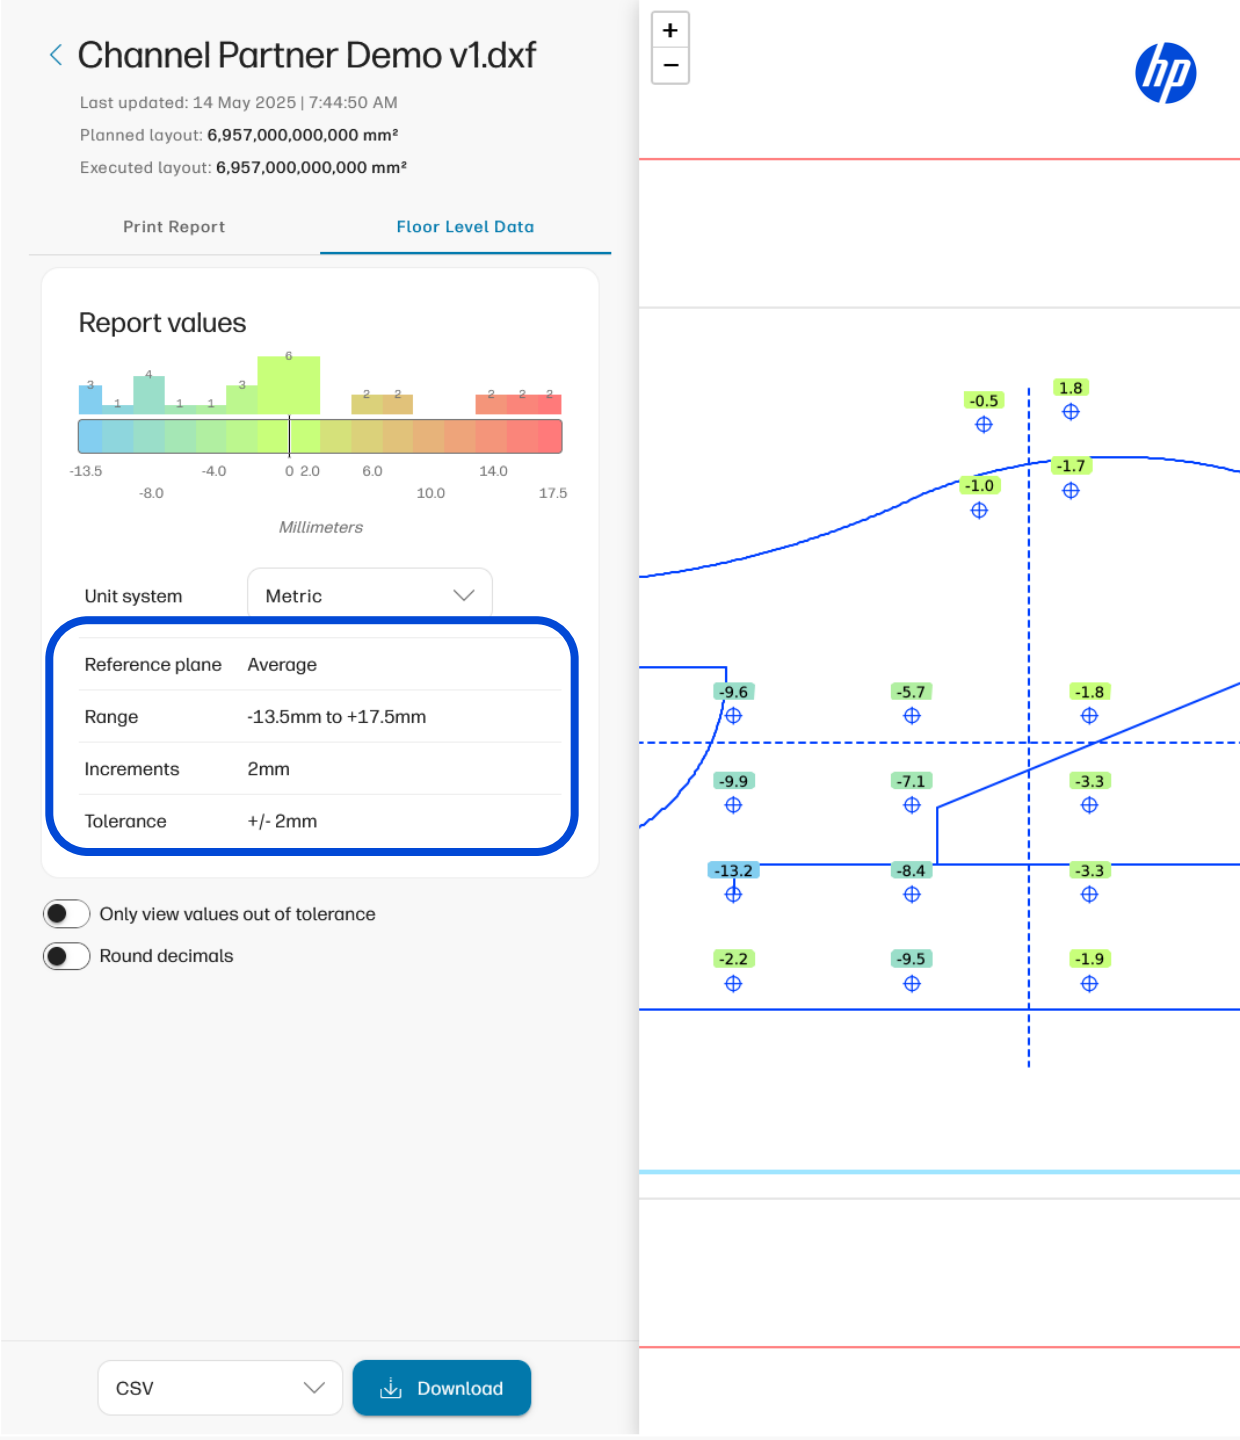 Channel Partner Demo v1.dxf
Last updated: 14 May 2025 | 7:44:50 AM
Planned layout: 6,957,000,000,000 mm²
Executed layout: 6,957,000,000,000 mm²
Print Report
Floor Level Data
Report values
3 1 4 1 1 3 6 2 2 2 2 2
-13.5 -4.0 0 2.0 6.0 14.0
-8.0 10.0 17.5
Millimeters
Unit system Metric
Reference plane Average
Range -13.5mm to +17.5mm
Increments 2mm
Tolerance +/- 2mm
Only view values out of tolerance
Round decimals
CSV
Download
+
−
hp
-0.5 1.8
-1.0 -1.7
-9.6 -5.7 -1.8
-9.9 -7.1 -3.3
-13.2 -8.4 -3.3
-2.2 -9.5 -1.9